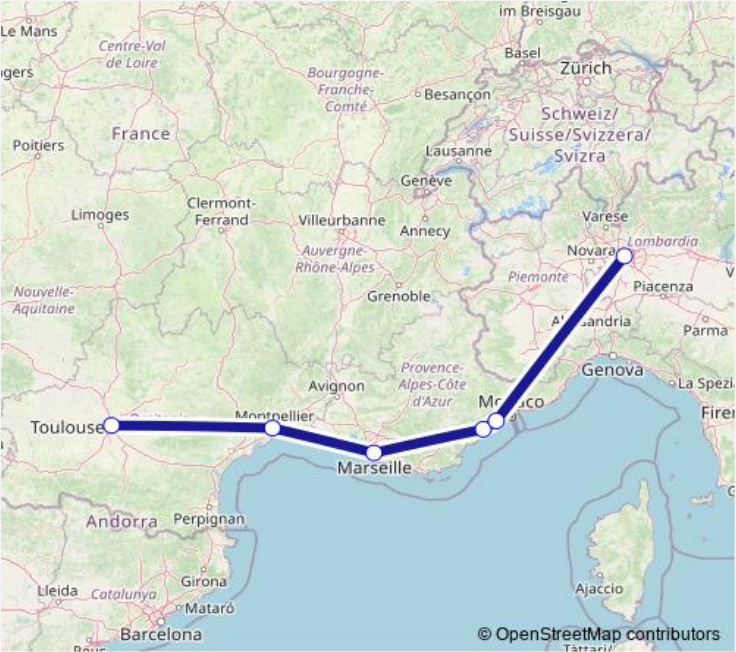 im Breisgau
Le Mans
Centre-Val
de Loire
Basel
Zürich
Bourgogne-
Franche-
Comté
Besançon
Schweiz/
Suisse/Svizzera/
Svizra
France
Poitiers
Lausanne
Genève
Limoges
Clermont-
Ferrand
Villeurbanne
Annecy
Varese
Auvergne-
Rhône-Alpes
Novara
Lombardia
Piemonte
Piacenza
Nouvelle-
Aquitaine
Grenoble
Parma
Genova
Provence-
Alpes-Côte
d'Azur
La Spezi
Avignon
Montpellier
Toulouse
Marseille
Firer
Andorra
Perpignan
Girona
Lleida
Catalunya
Mataró
Barcelona
Ajaccio
© OpenStreetMap contributors